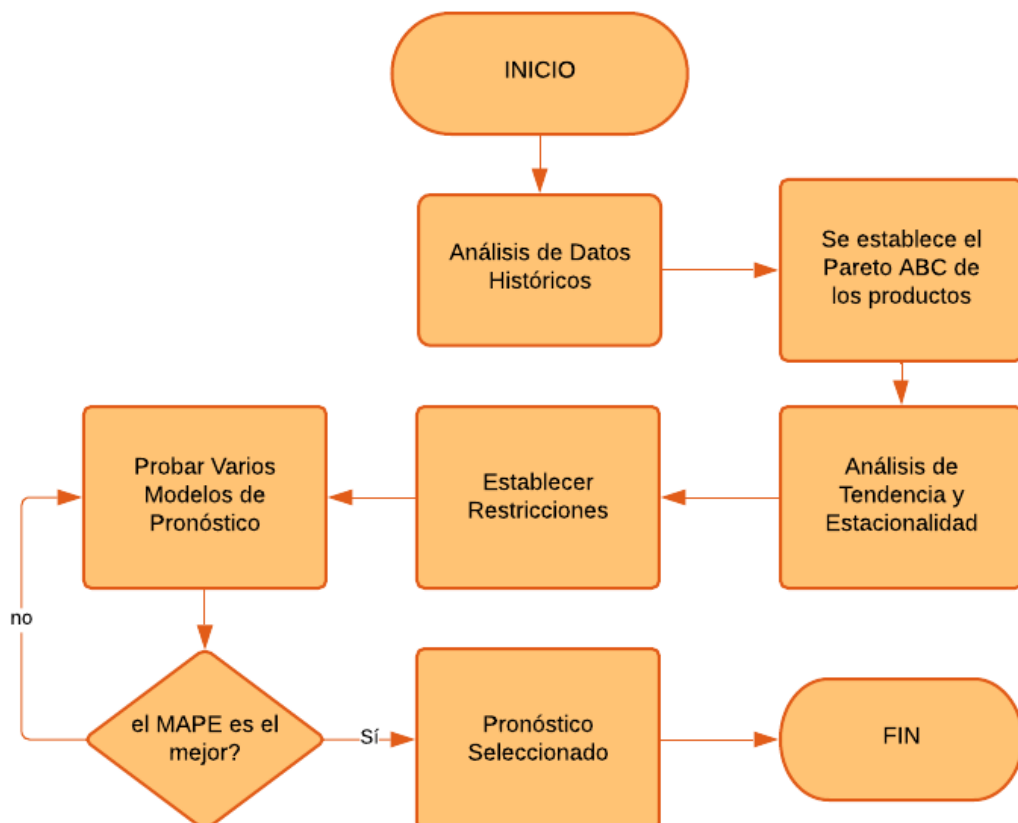 INICIO
Análisis de Datos
Históricos
Se establece el
Pareto ABC de
los productos
Análisis de
Tendencia y
Estacionalidad
Establecer
Restricciones
Probar Varios
Modelos de
Pronóstico
no
el MAPE es el
mejor?
Sí
Pronóstico
Seleccionado
FIN